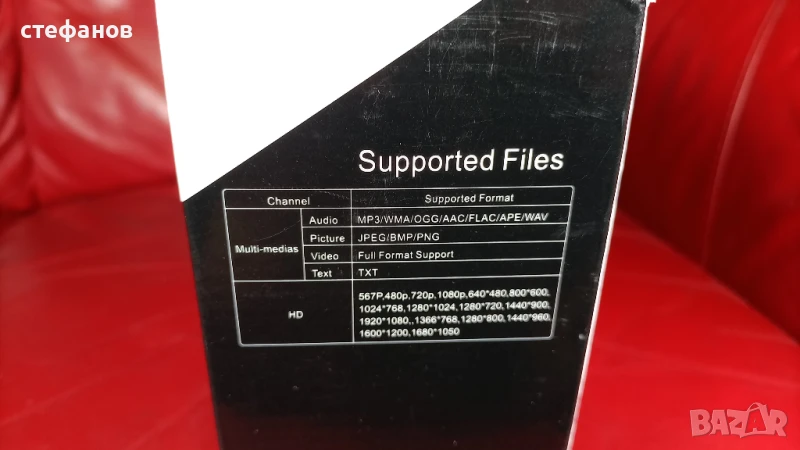 стефанов
Supported Files
Channel Supported Format
Multi-medias
Audio MP3/WMA/OGG/AAC/FLAC/APE/WAV
Picture JPEG/BMP/PNG
Video Full Format Support
Text TXT
HD
567P,480p,720p,1080p,640*480,800*600,
1024*768,1280*1024,1280*720,1440*900,
1920*1080,.1366*768,1280*800,1440*960,
1600*1200,1680*1050
BAZAR